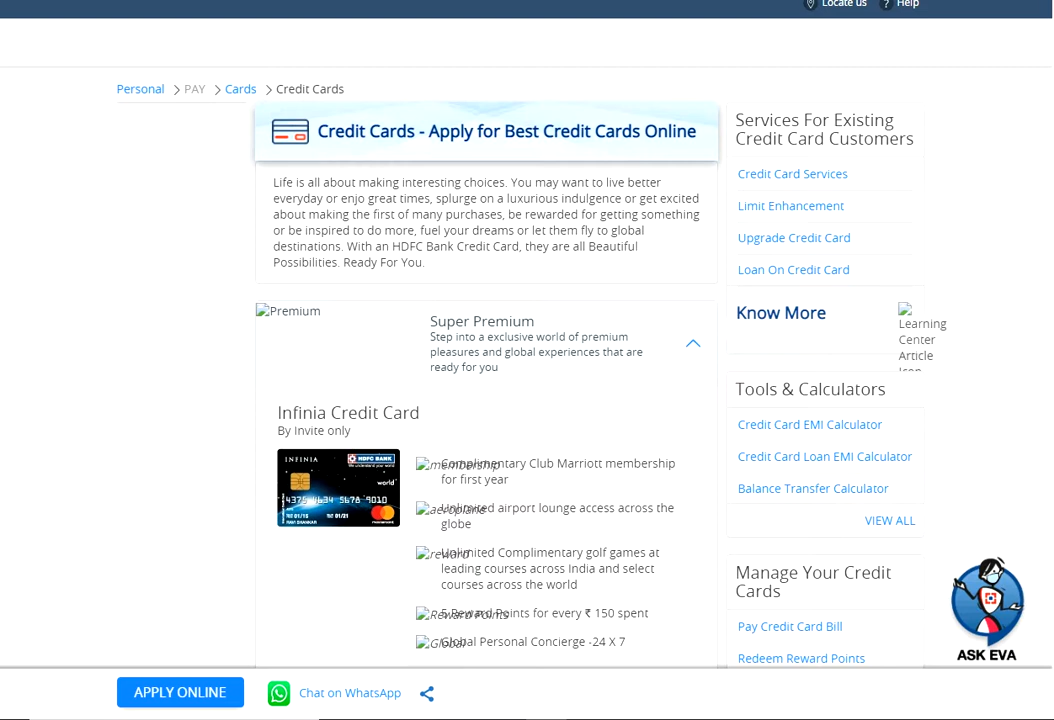 Locate us
Help
Personal
PAY
Cards
Credit Cards
Credit Cards - Apply for Best Credit Cards Online
Life is all about making interesting choices. You may want to live better
everyday or enjo great times, splurge on a luxurious indulgence or get excited
about making the first of many purchases, be rewarded for getting something
or be inspired to do more, fuel your dreams or let them fly to global
destinations. With an HDFC Bank Credit Card, they are all Beautiful
Possibilities. Ready For You.
Premium
Super Premium
Step into a exclusive world of premium
pleasures and global experiences that are
ready for you
Infinia Credit Card
By Invite only
INFINIA
HDFC BANK
We understand your world
world
membership
Complimentary Club Marriott membership
for first year
aeroplane
Unlimited airport lounge access across the
globe
reward
Unlimited Complimentary golf games at
leading courses across India and select
courses across the world
Reward Points
5 Reward Points for every ₹ 150 spent
Global
Global Personal Concierge -24 X 7
APPLY ONLINE
Chat on WhatsApp
Services For Existing
Credit Card Customers
Credit Card Services
Limit Enhancement
Upgrade Credit Card
Loan On Credit Card
Know More
Learning
Center
Article
Icon
Tools & Calculators
Credit Card EMI Calculator
Credit Card Loan EMI Calculator
Balance Transfer Calculator
VIEW ALL
Manage Your Credit
Cards
Pay Credit Card Bill
Redeem Reward Points
ASK EVA